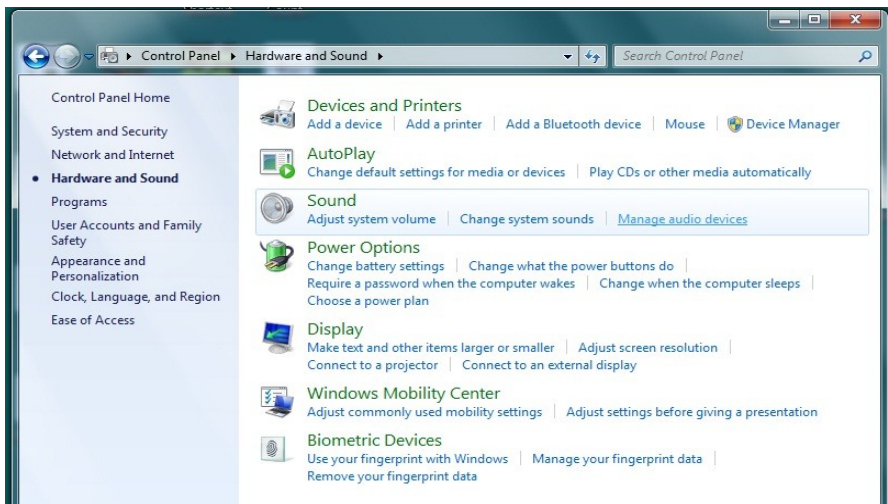 Control Panel Hardware and Sound
Search Control Panel
Control Panel Home
System and Security
Network and Internet
Hardware and Sound
Programs
User Accounts and Family
Safety
Appearance and
Personalization
Clock, Language, and Region
Ease of Access
Devices and Printers
Add a device Add a printer Add a Bluetooth device Mouse Device Manager
AutoPlay
Change default settings for media or devices Play CDs or other media automatically
Sound
Adjust system volume Change system sounds Manage audio devices
Power Options
Change battery settings Change what the power buttons do
Require a password when the computer wakes Change when the computer sleeps
Choose a power plan
Display
Make text and other items larger or smaller Adjust screen resolution
Connect to a projector Connect to an external display
Windows Mobility Center
Adjust commonly used mobility settings Adjust settings before giving a presentation
Biometric Devices
Use your fingerprint with Windows Manage your fingerprint data
Remove your fingerprint data